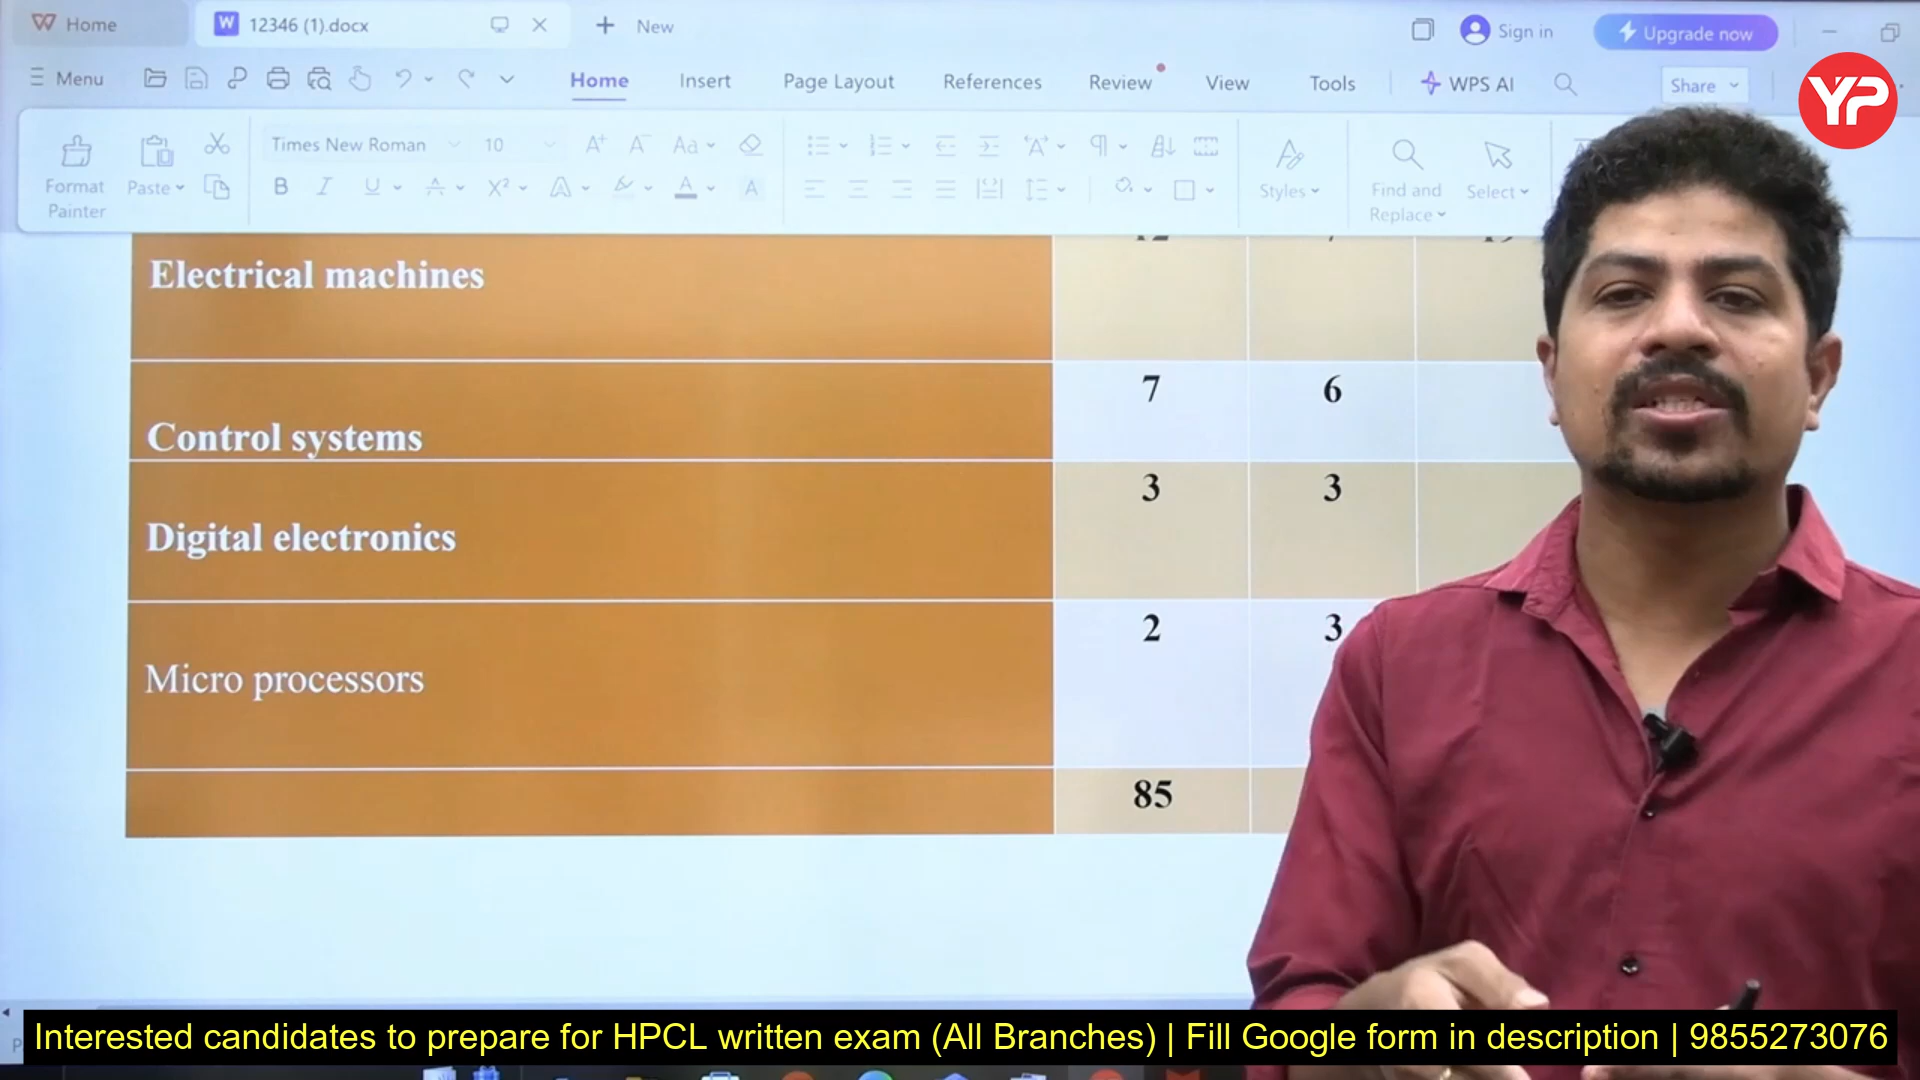 Home
12346 (1).docx
New
Sign in
Upgrade now
Menu
Home
Insert
Page Layout
References
Review
View
Tools
WPS AI
Share
YP
Format Painter
Paste
Times New Roman
10
Styles
Find and Replace
Select
Electrical machines
12
7
Control systems
7
6
Digital electronics
3
3
Micro processors
2
3
85
Interested candidates to prepare for HPCL written exam (All Branches) | Fill Google form in description | 9855273076